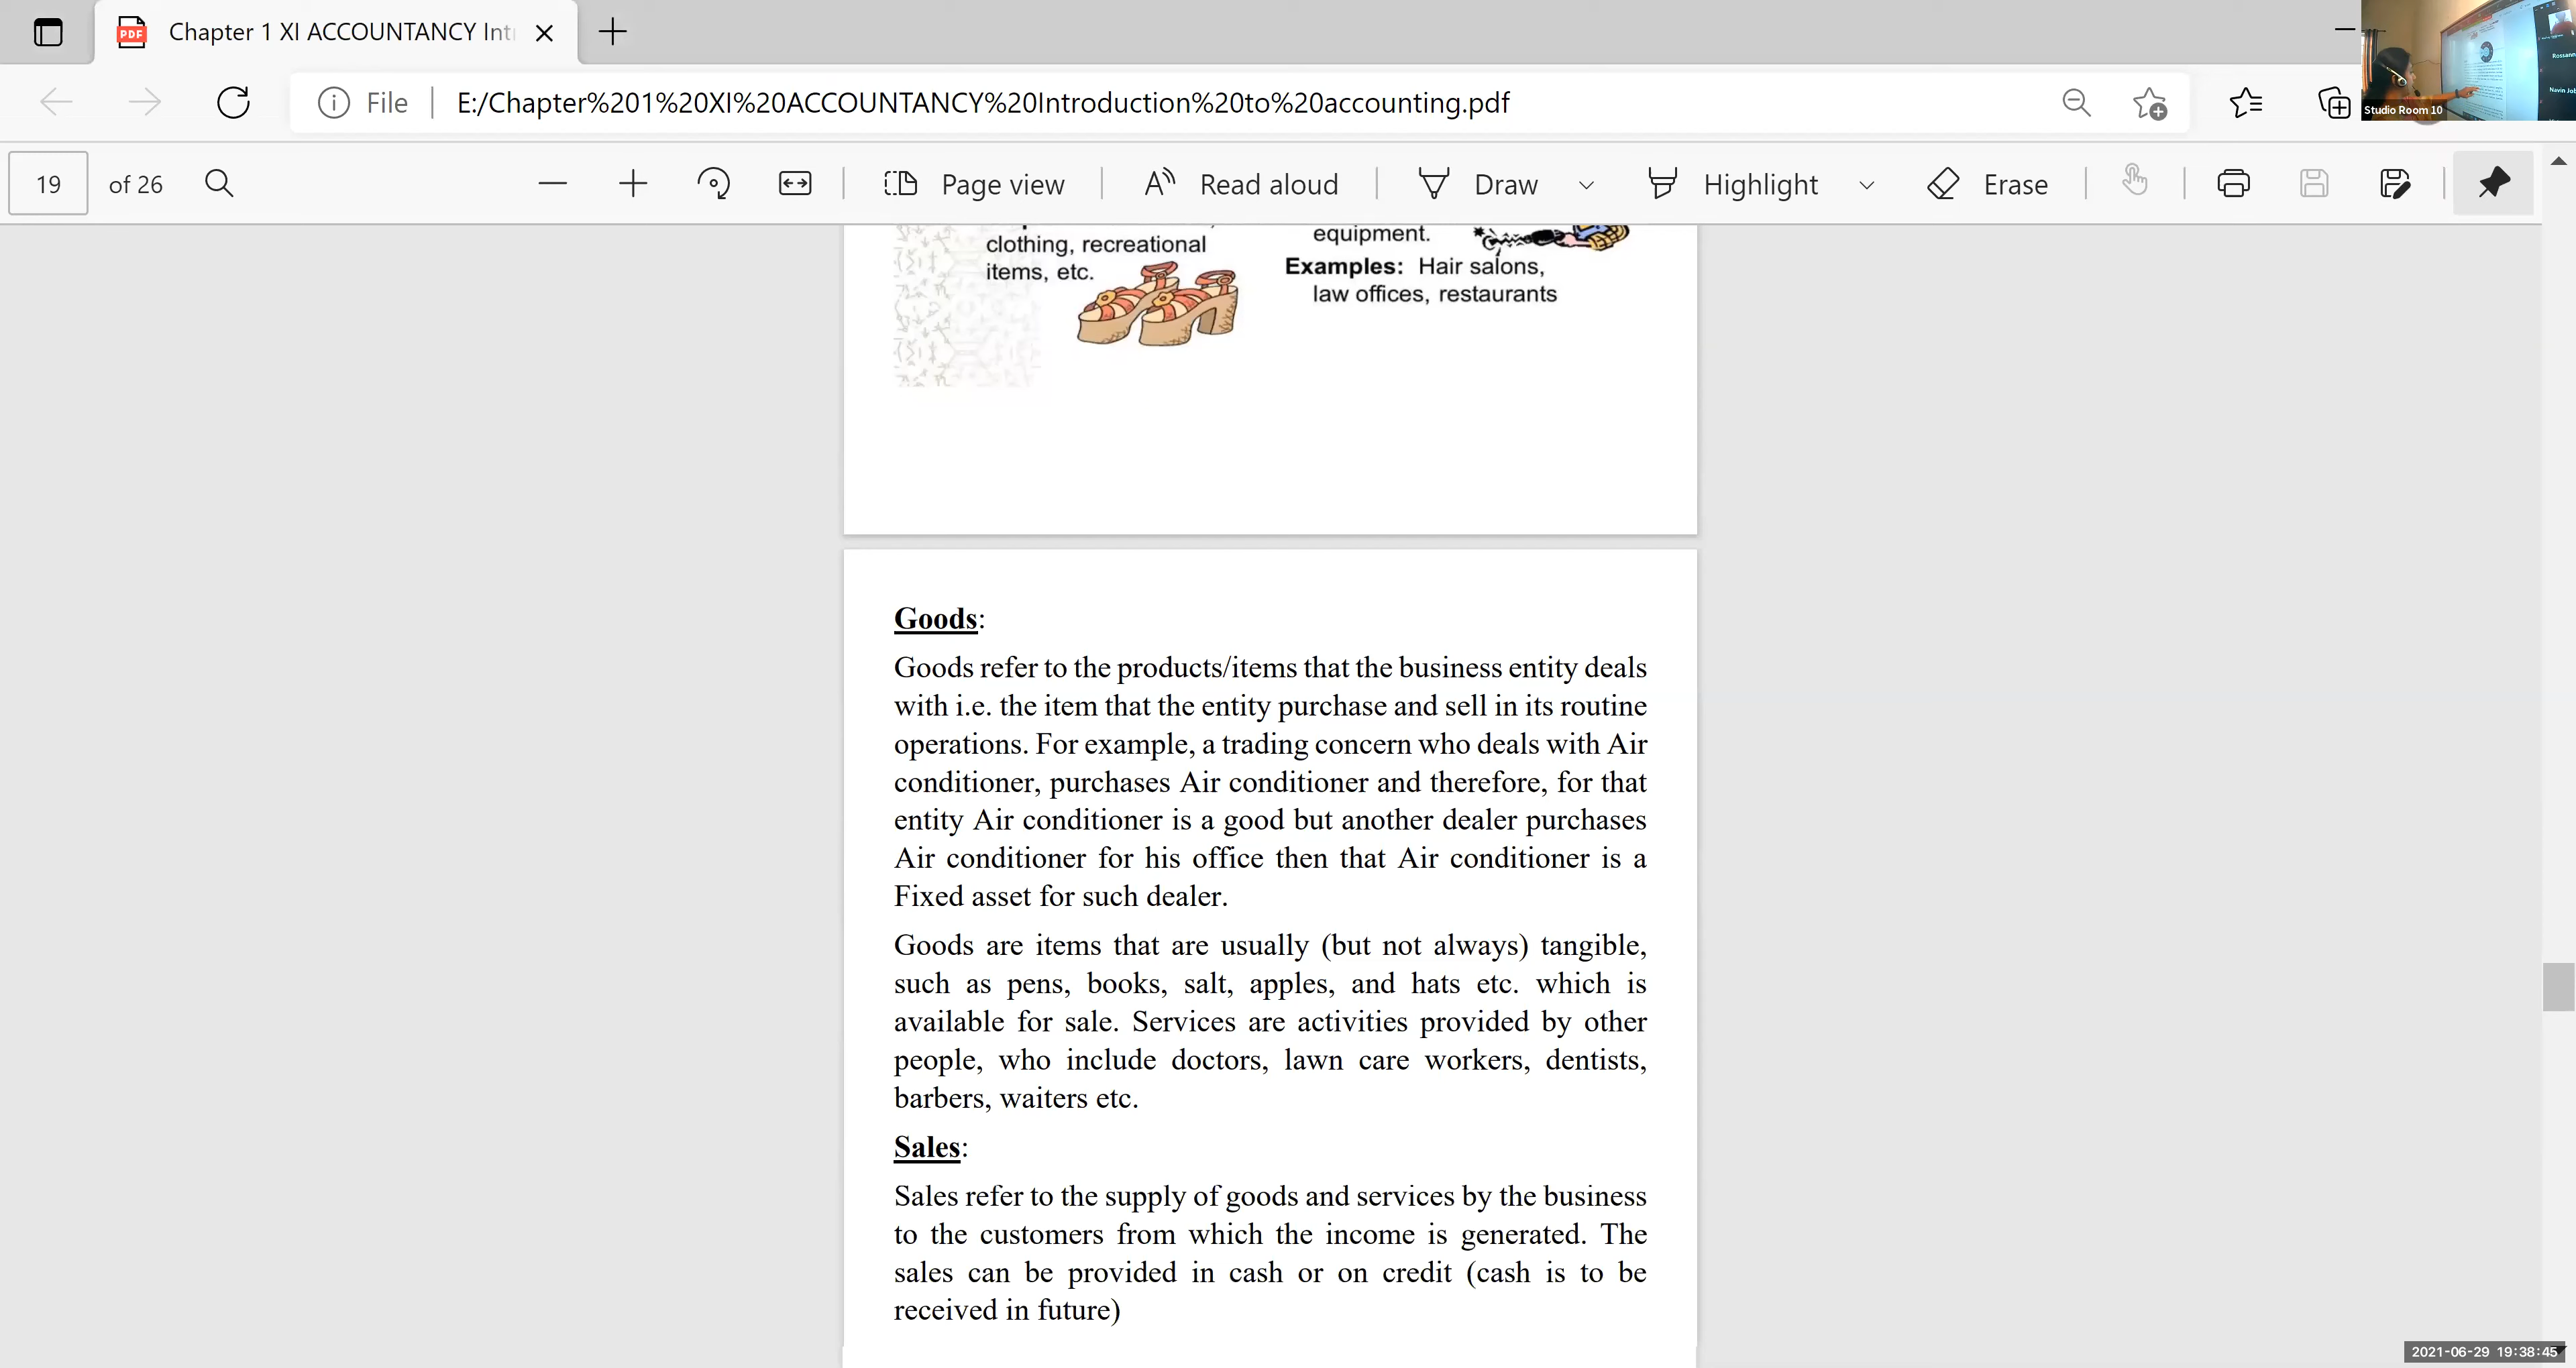 Chapter 1 XI ACCOUNTANCY Int
File
E:/Chapter%201%20XI%20ACCOUNTANCY%20Introduction%20to%20accounting.pdf
Studio Room 10
Navin Job
19 of 26
Page view
Read aloud
Draw
Highlight
Erase
clothing, recreational
items, etc.
equipment.
Examples: Hair salons,
law offices, restaurants
Goods:
Goods refer to the products/items that the business entity deals
with i.e. the item that the entity purchase and sell in its routine
operations. For example, a trading concern who deals with Air
conditioner, purchases Air conditioner and therefore, for that
entity Air conditioner is a good but another dealer purchases
Air conditioner for his office then that Air conditioner is a
Fixed asset for such dealer.
Goods are items that are usually (but not always) tangible,
such as pens, books, salt, apples, and hats etc. which is
available for sale. Services are activities provided by other
people, who include doctors, lawn care workers, dentists,
barbers, waiters etc.
Sales:
Sales refer to the supply of goods and services by the business
to the customers from which the income is generated. The
sales can be provided in cash or on credit (cash is to be
received in future)
2021-06-29 19:38:45